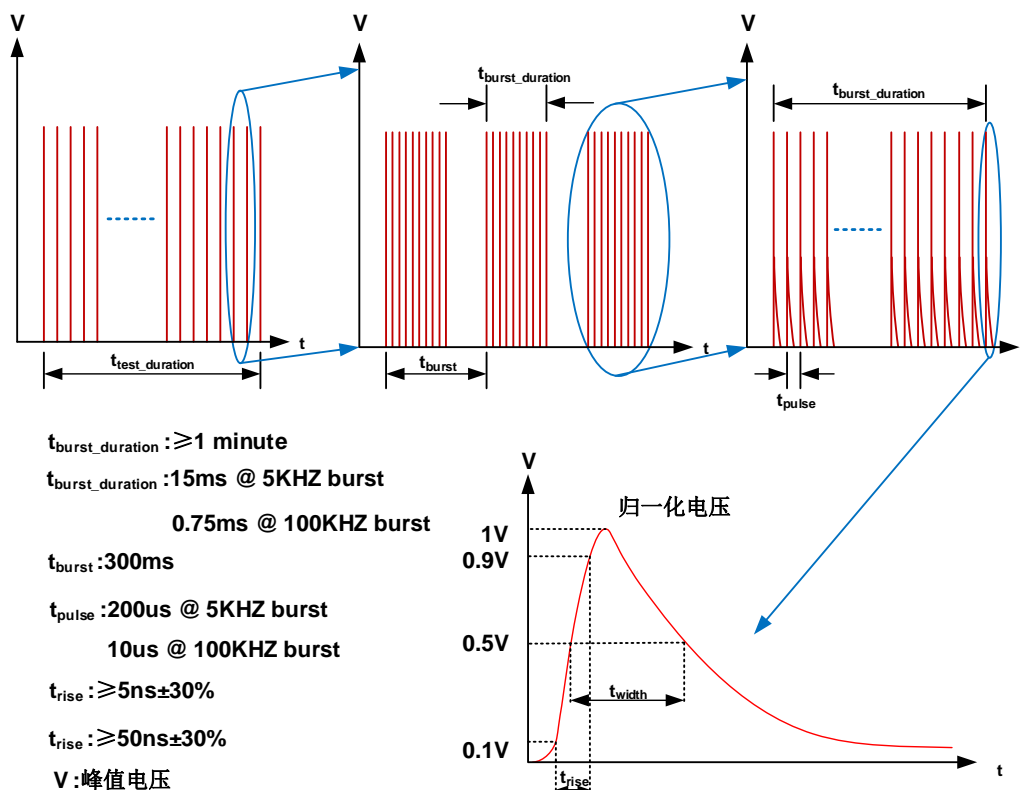 V
t
t_test_duration
V
t_burst_duration
t_burst
t
V
t_burst_duration
t_pulse
t
t_burst_duration :≥1 minute
t_burst_duration :15ms @ 5KHZ burst
0.75ms @ 100KHZ burst
t_burst :300ms
t_pulse :200us @ 5KHZ burst
10us @ 100KHZ burst
t_rise :≥5ns±30%
t_rise :≥50ns±30%
V :峰值电压
V
归一化电压
1V
0.9V
0.5V
t_width
0.1V
t_rise
t